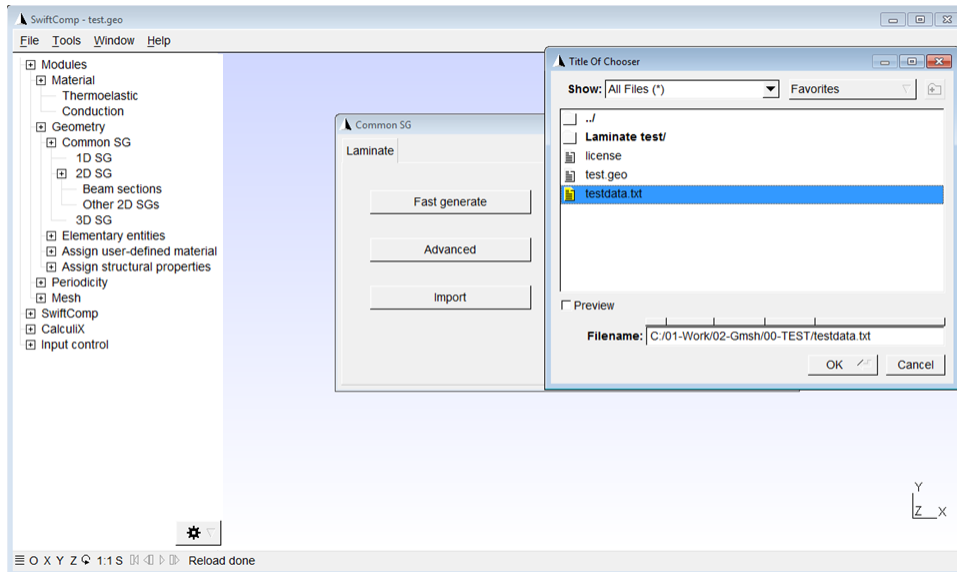 SwiftComp - test.geo
File Tools Window Help
Modules
Material
Thermoelastic
Conduction
Geometry
Common SG
1D SG
2D SG
Beam sections
Other 2D SGs
3D SG
Elementary entities
Assign user-defined material
Assign structural properties
Periodicity
Mesh
SwiftComp
CalculiX
Input control
Common SG
Laminate
Fast generate
Advanced
Import
Title Of Chooser
Show: All Files (*) Favorites
../
Laminate test/
license
test.geo
testdata.txt
Preview
Filename: C:/01-Work/02-Gmsh/00-TEST/testdata.txt
OK Cancel
Y
Z X
O X Y Z 1:1 S Reload done